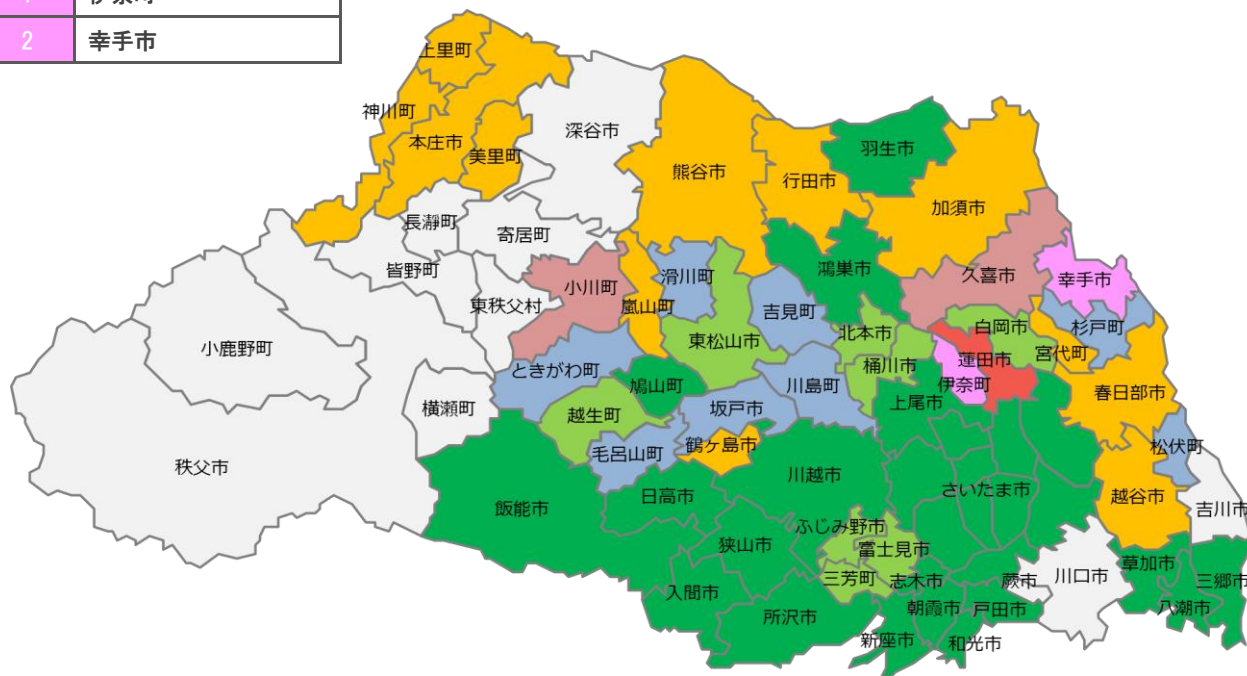 2 幸手市
上里町
神川町
本庄市
美里町
深谷市
熊谷市
行田市
羽生市
加須市
長瀞町
寄居町
皆野町
東秩父村
小川町
嵐山町
滑川町
吉見町
鴻巣市
久喜市
幸手市
小鹿野町
東松山市
北本市
白岡市
杉戸町
ときがわ町
鳩山町
川島町
桶川市
蓮田市
宮代町
伊奈町
横瀬町
越生町
坂戸市
上尾市
春日部市
秩父市
毛呂山町
鶴ヶ島市
松伏町
飯能市
日高市
川越市
さいたま市
越谷市
吉川市
狭山市
ふじみ野市
富士見市
入間市
三芳町
志木市
蕨市
川口市
草加市
三郷市
所沢市
朝霞市
戸田市
八潮市
新座市
和光市